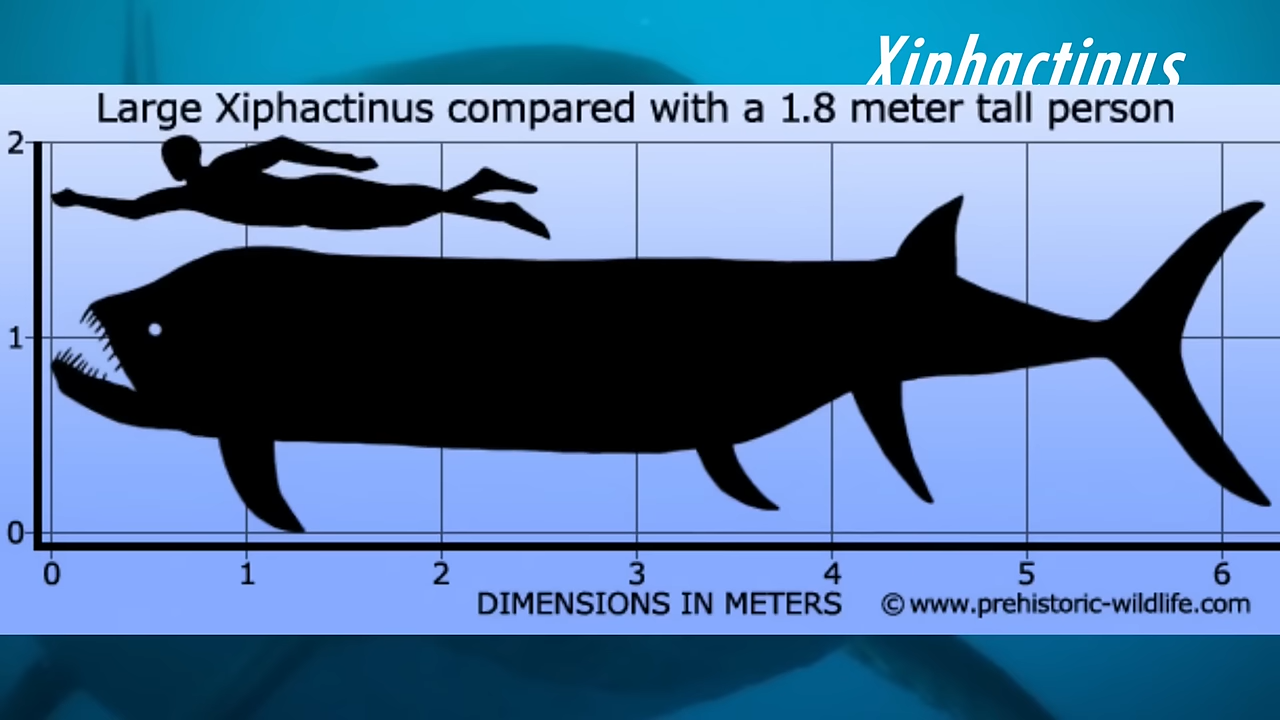 Xiphactinus
Large Xiphactinus compared with a 1.8 meter tall person
2
1
0
0 1 2 3 4 5 6
DIMENSIONS IN METERS © www.prehistoric-wildlife.com